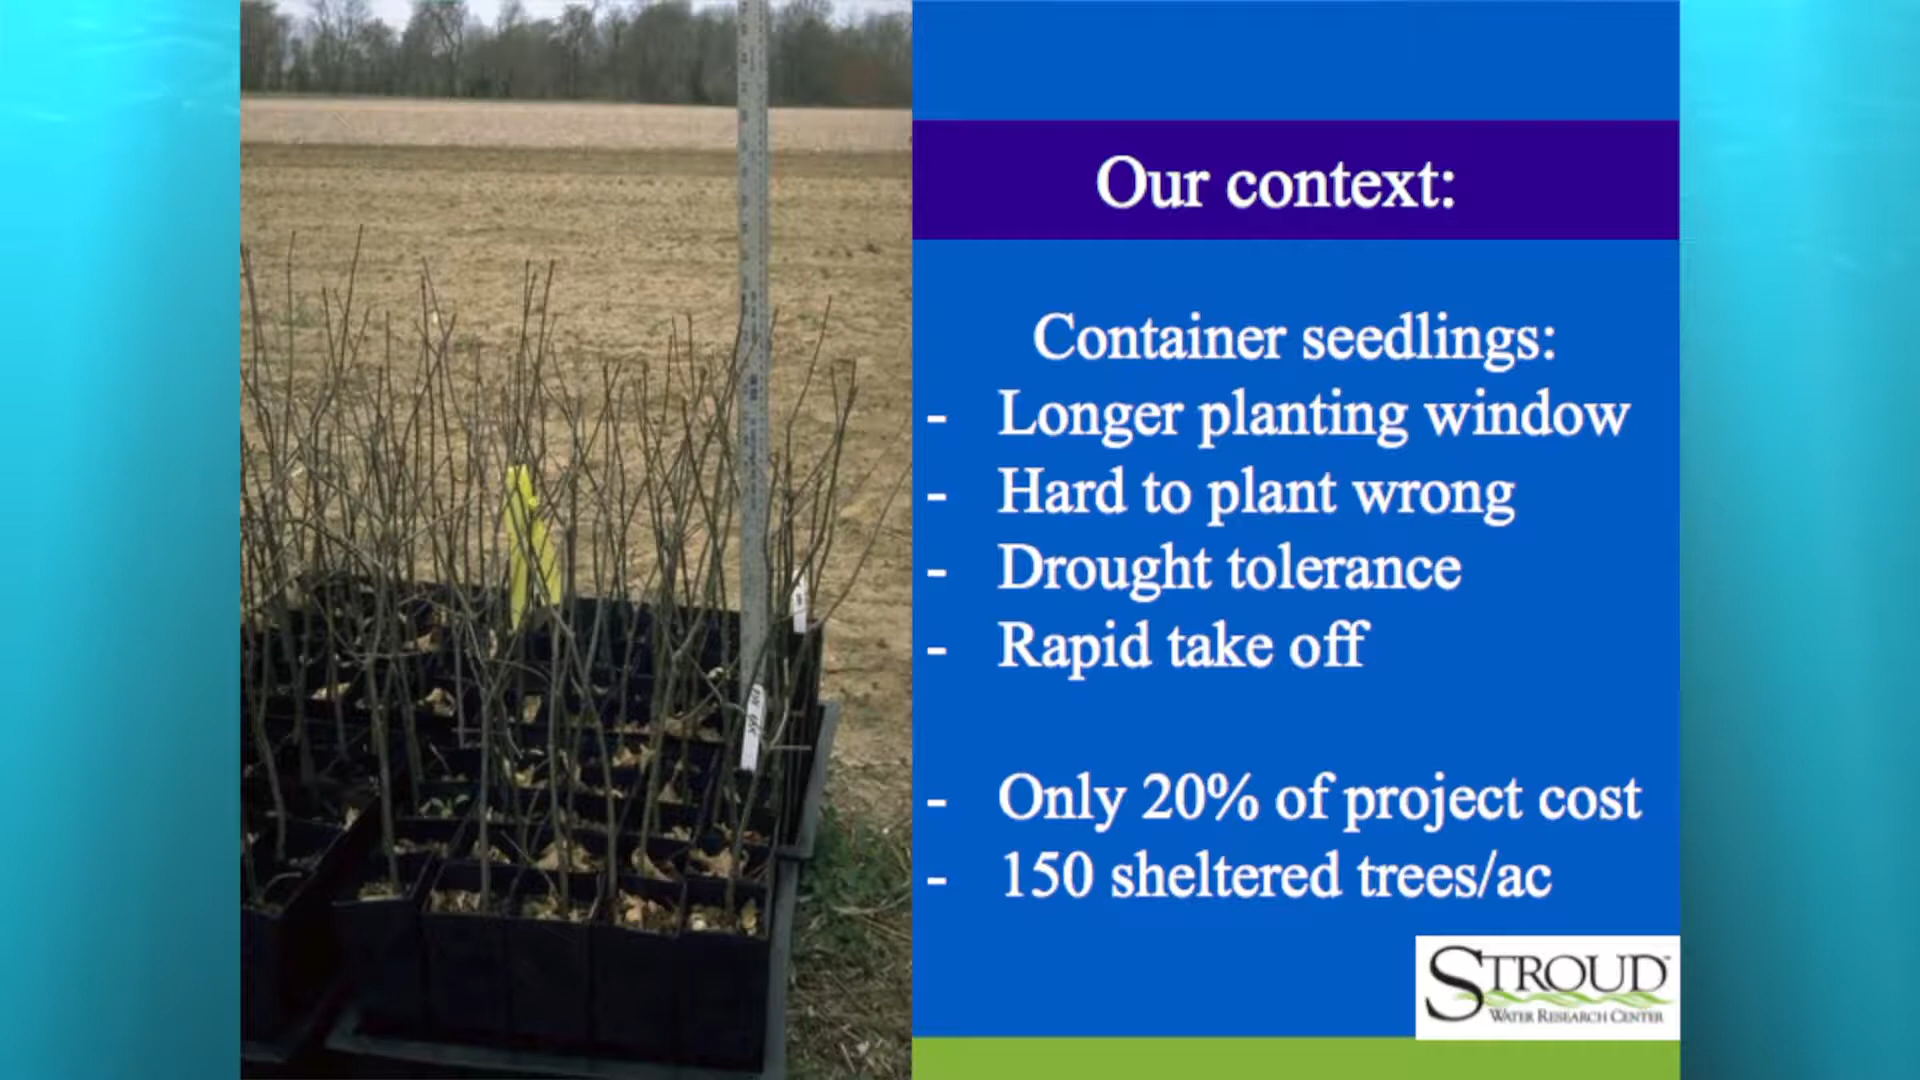 Our context:
Container seedlings:
- Longer planting window
- Hard to plant wrong
- Drought tolerance
- Rapid take off
- Only 20% of project cost
- 150 sheltered trees/ac
STROUD™
WATER RESEARCH CENTER